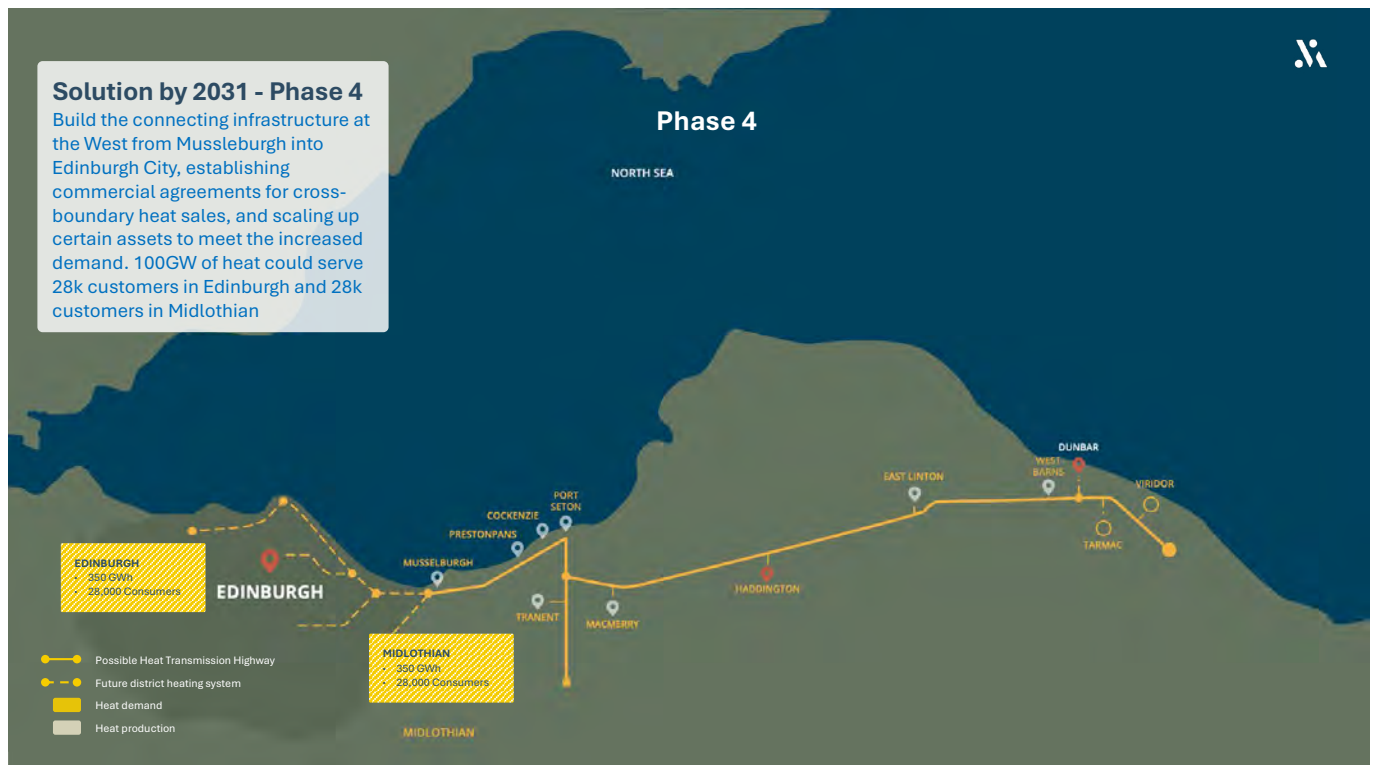 Solution by 2031 - Phase 4
Build the connecting infrastructure at
the West from Mussleburgh into
Edinburgh City, establishing
commercial agreements for cross-
boundary heat sales, and scaling up
certain assets to meet the increased
demand. 100GW of heat could serve
28k customers in Edinburgh and 28k
customers in Midlothian
Phase 4
NORTH SEA
DUNBAR
WEST
BARNS
EAST LINTON
VIRIDOR
PORT
SETON
COCKENZIE
PRESTONPANS
TARMAC
MUSSELBURGH
EDINBURGH
• 350 GWh
• 28,000 Consumers
EDINBURGH
HADDINGTON
TRANENT
MACMERRY
MIDLOTHIAN
• 350 GWh
• 28,000 Consumers
Possible Heat Transmission Highway
Future district heating system
Heat demand
Heat production
MIDLOTHIAN